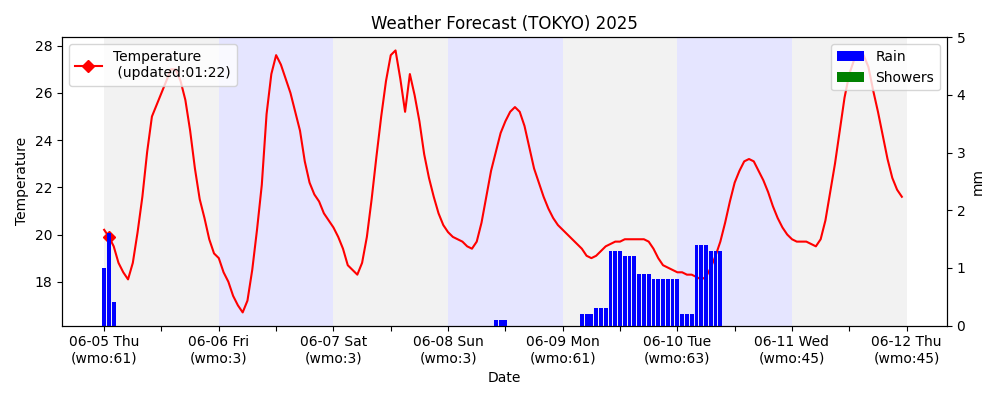 Weather Forecast (TOKYO) 2025
Temperature
(updated:01:22)
Rain
Showers
28
26
24
22
20
18
Temperature
5
4
3
2
1
0
mm
06-05 Thu
(wmo:61)
06-06 Fri
(wmo:3)
06-07 Sat
(wmo:3)
06-08 Sun
(wmo:3)
06-09 Mon
(wmo:61)
06-10 Tue
(wmo:63)
06-11 Wed
(wmo:45)
06-12 Thu
(wmo:45)
Date